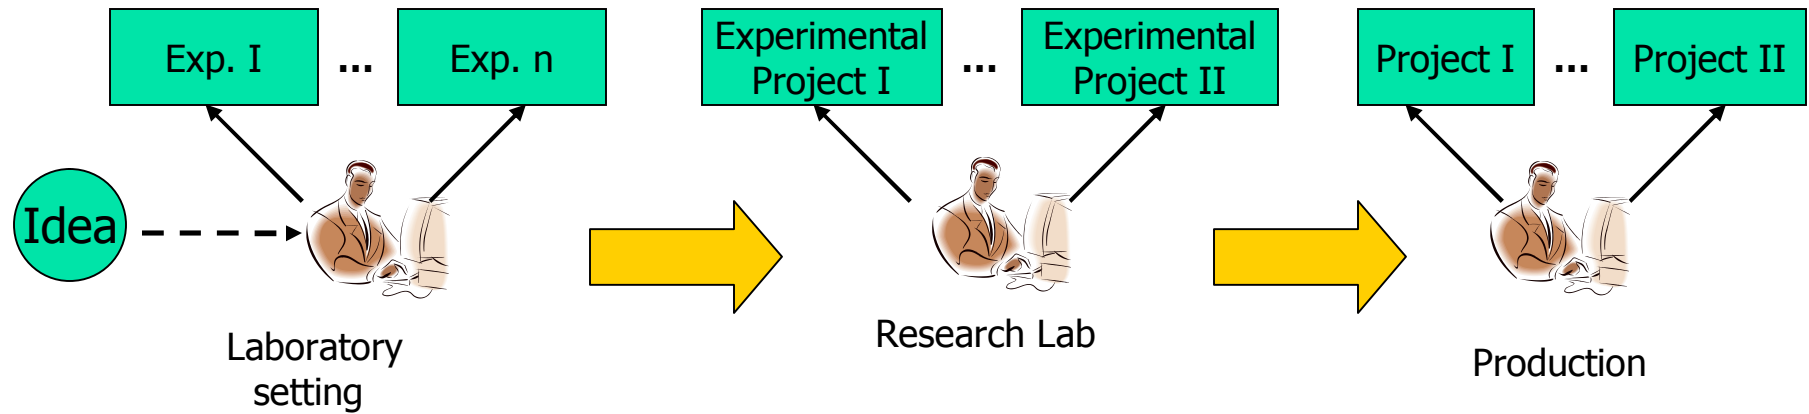 Exp. I
...
Exp. n
Experimental
Project I
...
Experimental
Project II
Project I
...
Project II
Idea
Laboratory
setting
Research Lab
Production